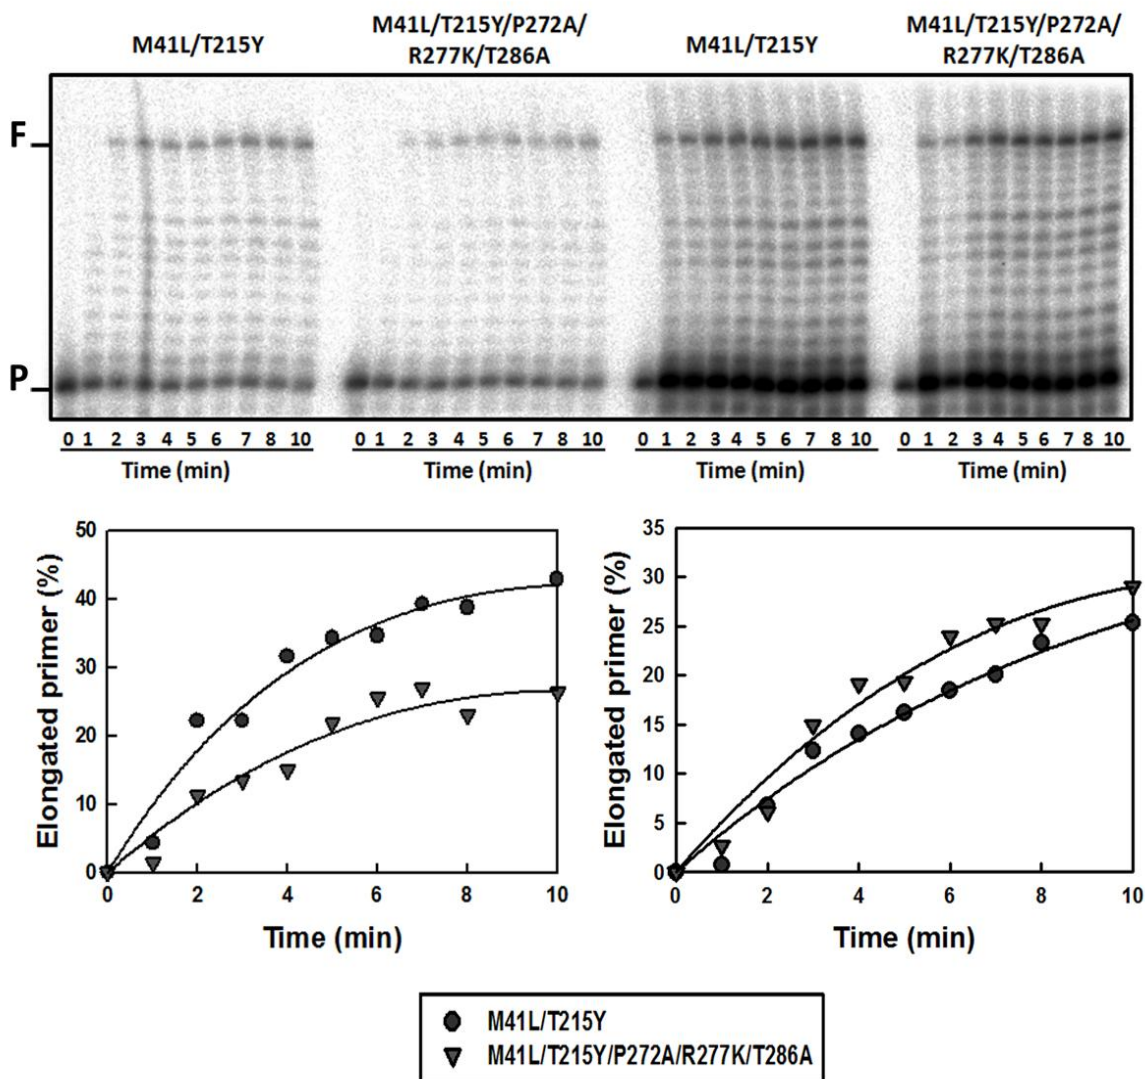 M41L/T215Y
M41L/T215Y/P272A/
R277K/T286A
M41L/T215Y
M41L/T215Y/P272A/
R277K/T286A
F
P
0 1 2 3 4 5 6 7 8 10
0 1 2 3 4 5 6 7 8 10
0 1 2 3 4 5 6 7 8 10
0 1 2 3 4 5 6 7 8 10
Time (min)
Time (min)
Time (min)
Time (min)
Elongated primer (%)
50
40
30
20
10
0
0 2 4 6 8 10
Time (min)
Elongated primer (%)
35
30
25
20
15
10
5
0
0 2 4 6 8 10
Time (min)
M41L/T215Y
M41L/T215Y/P272A/R277K/T286A